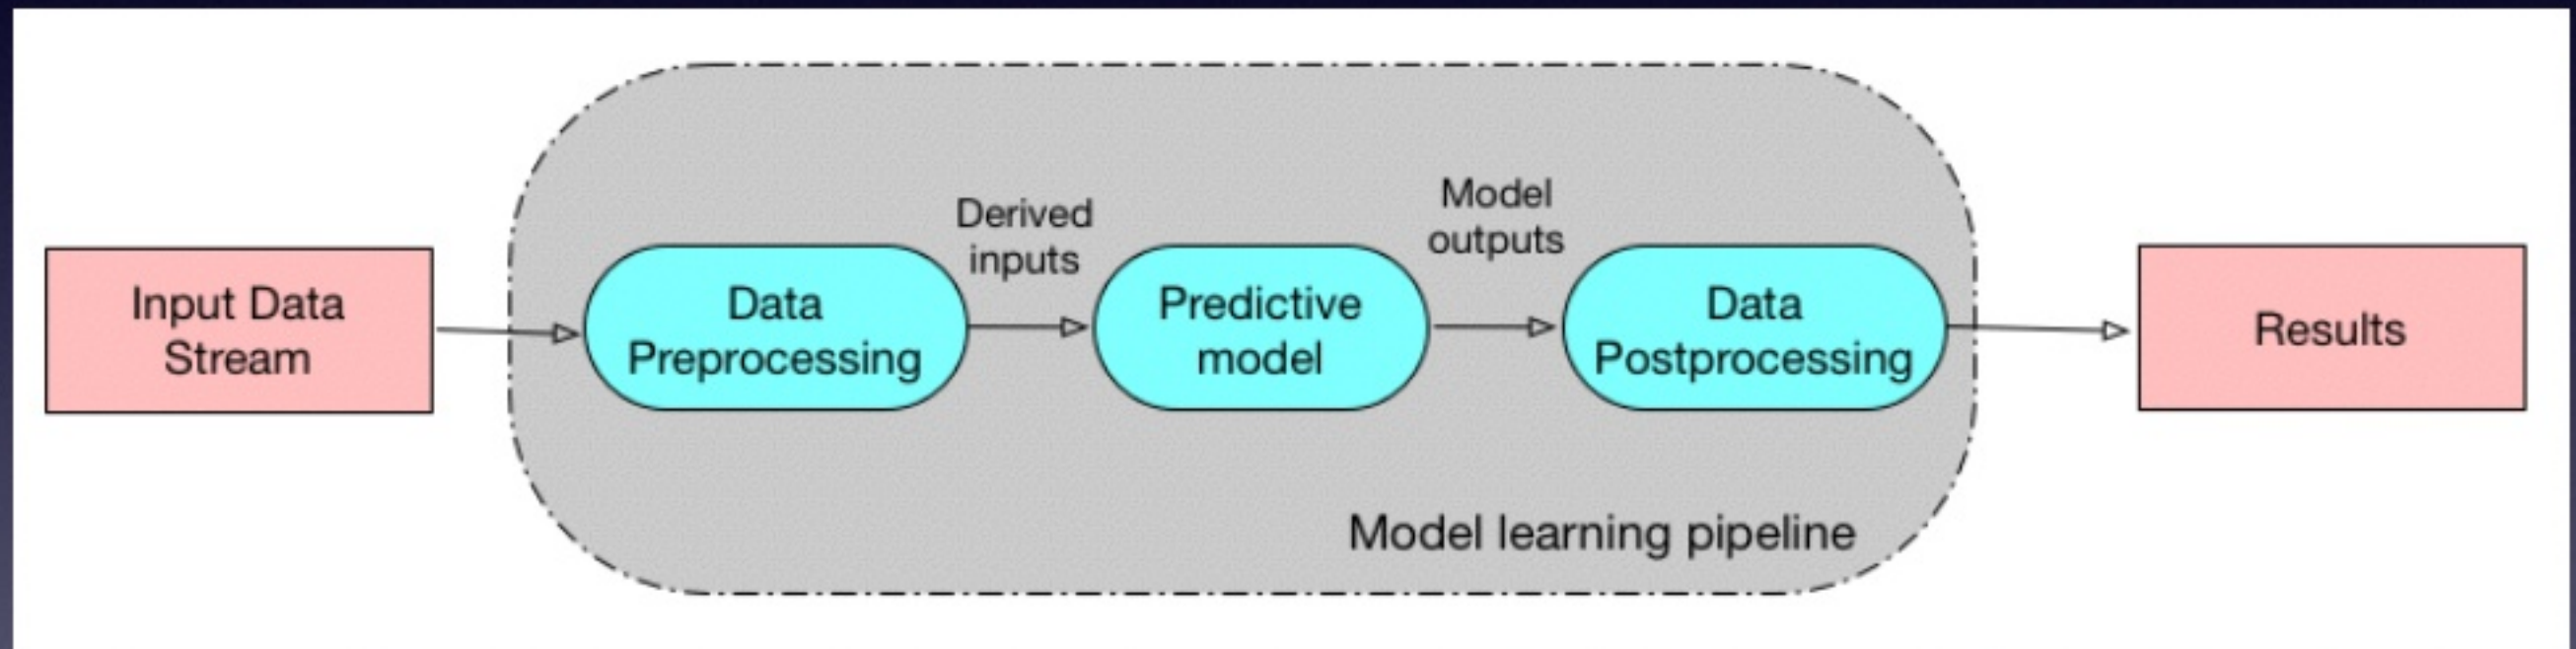 Input Data
Stream
Data
Preprocessing
Derived
inputs
Predictive
model
Model
outputs
Data
Postprocessing
Results
Model learning pipeline